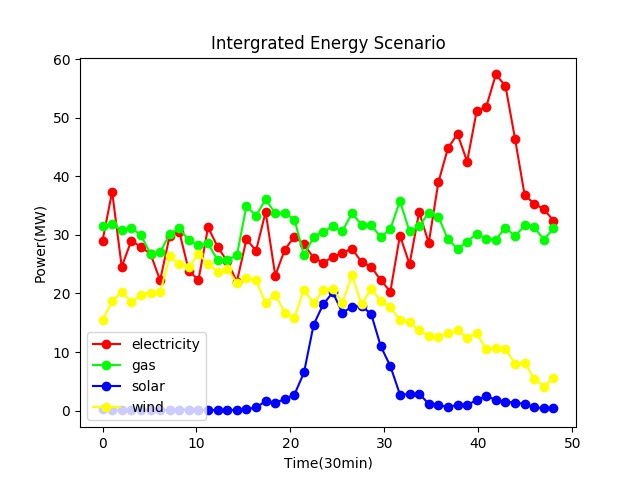 Intergrated Energy Scenario
Power(MW)
60
50
40
30
20
10
0
electricity
gas
solar
wind
0 10 20 30 40 50
Time(30min)